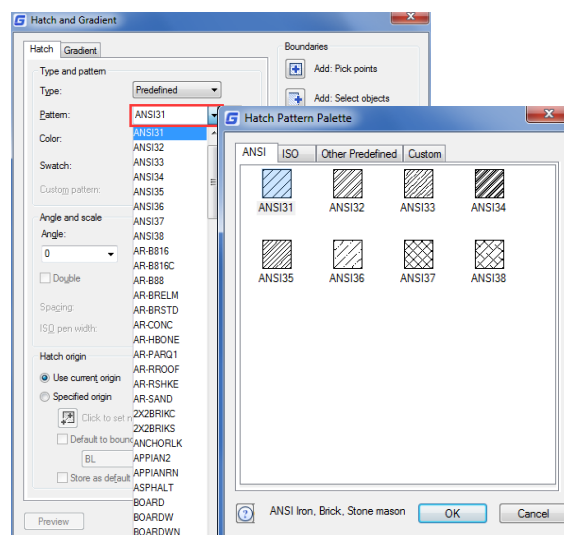 Hatch and Gradient
Hatch Gradient
Type and pattern
Type: Predefined
Pattern: ANSI31
Color:
Swatch:
Custom pattern:
Angle and scale
Angle:
0
Double
Spacing:
ISO pen width:
Hatch origin
Use current origin
Specified origin
Click to set n
Default to bound
BL
Store as default
Preview
ANSI31
ANSI32
ANSI33
ANSI34
ANSI35
ANSI36
ANSI37
ANSI38
AR-B816
AR-B816C
AR-B88
AR-BRELM
AR-BRSTD
AR-CONC
AR-HBONE
AR-PARQ1
AR-RROOF
AR-RSHKE
AR-SAND
2X2BRIKC
2X2BRIKS
ANCHORLK
APPIAN2
APPIANRN
ASPHALT
BOARD
BOARDW
BOARDWN
Boundaries
Add: Pick points
Add: Select objects
Hatch Pattern Palette
ANSI ISO Other Predefined Custom
ANSI31 ANSI32 ANSI33 ANSI34
ANSI35 ANSI36 ANSI37 ANSI38
ANSI Iron, Brick, Stone mason
OK Cancel